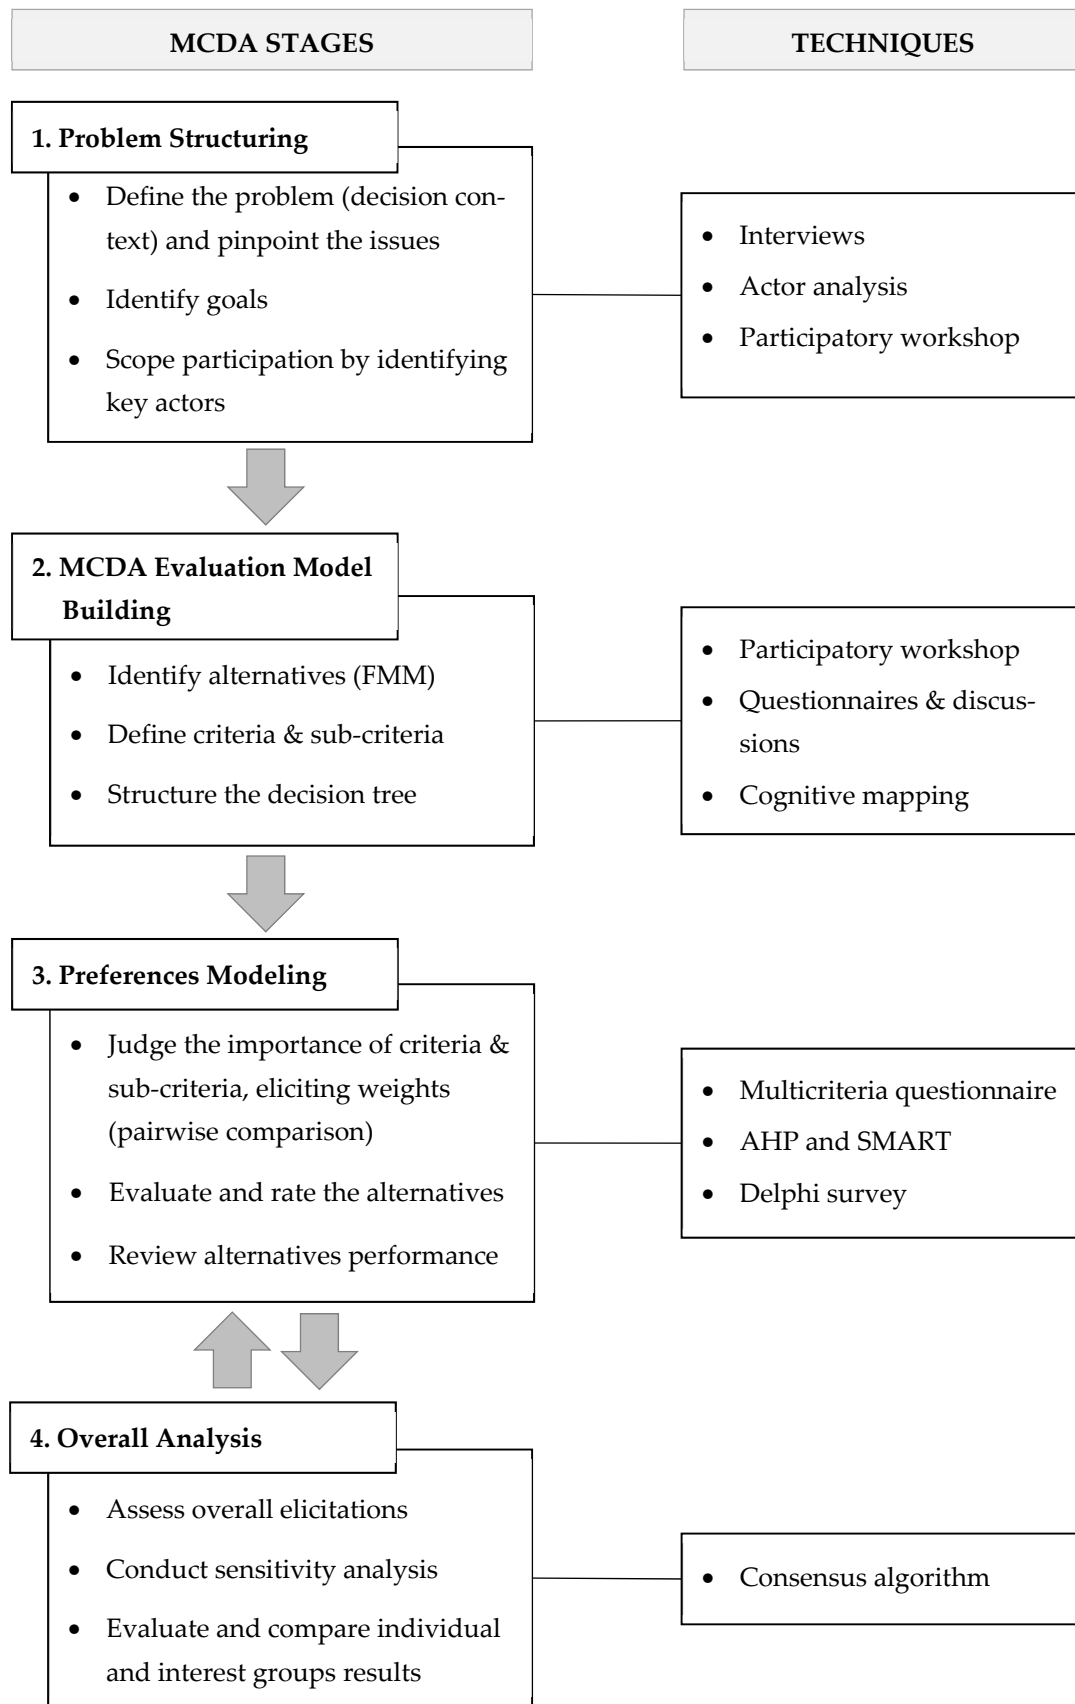 MCDA STAGES
TECHNIQUES
1. Problem Structuring
• Define the problem (decision con-
text) and pinpoint the issues
• Identify goals
• Scope participation by identifying
key actors
• Interviews
• Actor analysis
• Participatory workshop
2. MCDA Evaluation Model
Building
• Identify alternatives (FMM)
• Define criteria & sub-criteria
• Structure the decision tree
• Participatory workshop
• Questionnaires & discus-
sions
• Cognitive mapping
3. Preferences Modeling
• Judge the importance of criteria &
sub-criteria, eliciting weights
(pairwise comparison)
• Evaluate and rate the alternatives
• Review alternatives performance
• Multicriteria questionnaire
• AHP and SMART
• Delphi survey
4. Overall Analysis
• Assess overall elicitations
• Conduct sensitivity analysis
• Evaluate and compare individual
and interest groups results
• Consensus algorithm